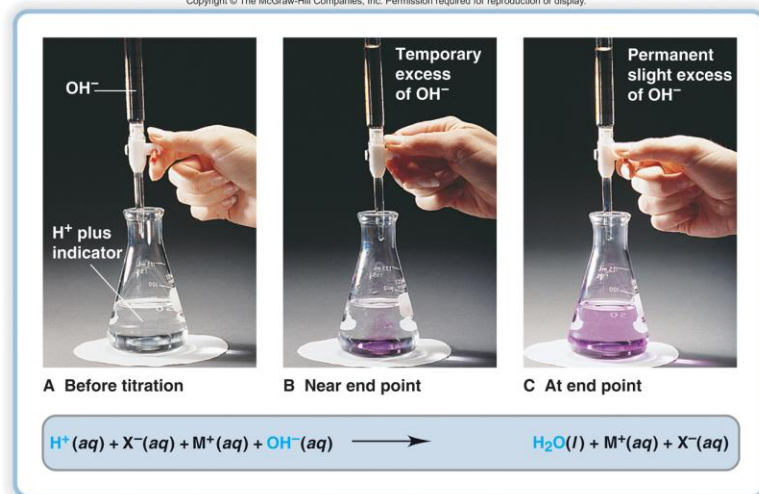 Copyright © The McGraw-Hill Companies, Inc. Permission required for reproduction or display.
OH⁻
H⁺ plus
indicator
Temporary
excess
of OH⁻
Permanent
slight excess
of OH⁻
A Before titration
B Near end point
C At end point
H⁺(aq) + X⁻(aq) + M⁺(aq) + OH⁻(aq) ⟶ H₂O(l) + M⁺(aq) + X⁻(aq)